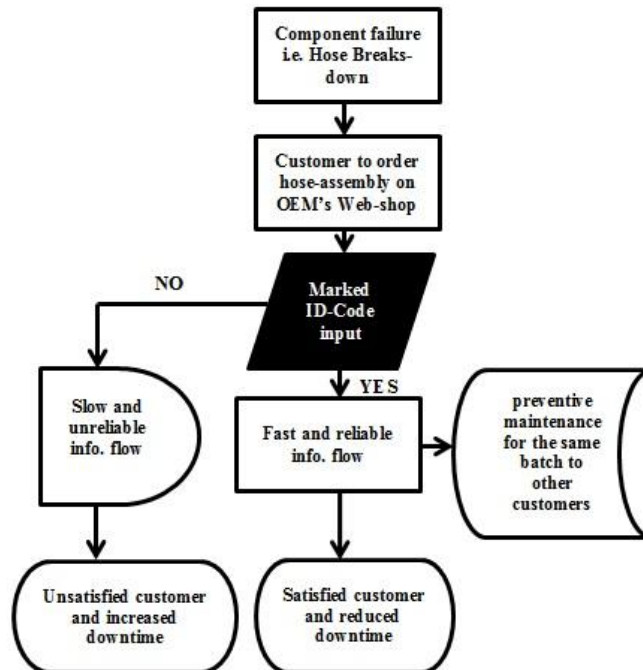 Component failure
i.e. Hose Breaks-
down
Customer to order
hose-assembly on
OEM's Web-shop
NO
Marked
ID-Code
input
YES
Slow and
unreliable
info. flow
Fast and reliable
info. flow
preventive
maintenance
for the same
batch to
other
customers
Unsatisfied customer
and increased
downtime
Satisfied customer
and reduced
downtime